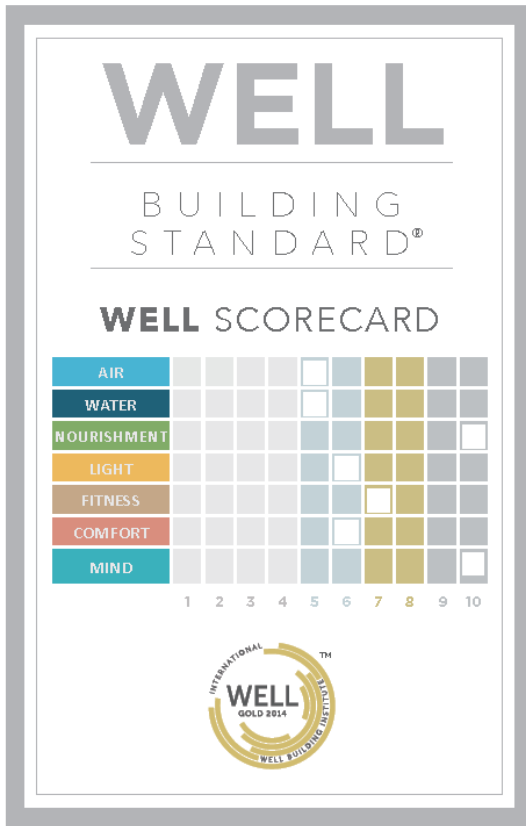 WELL
BUILDING
STANDARD®
WELL SCORECARD
AIR
WATER
NOURISHMENT
LIGHT
FITNESS
COMFORT
MIND
1 2 3 4 5 6 7 8 9 10
INTERNATIONAL
TM
WELL
GOLD 2014
WELL BUILDING INSTITUTE